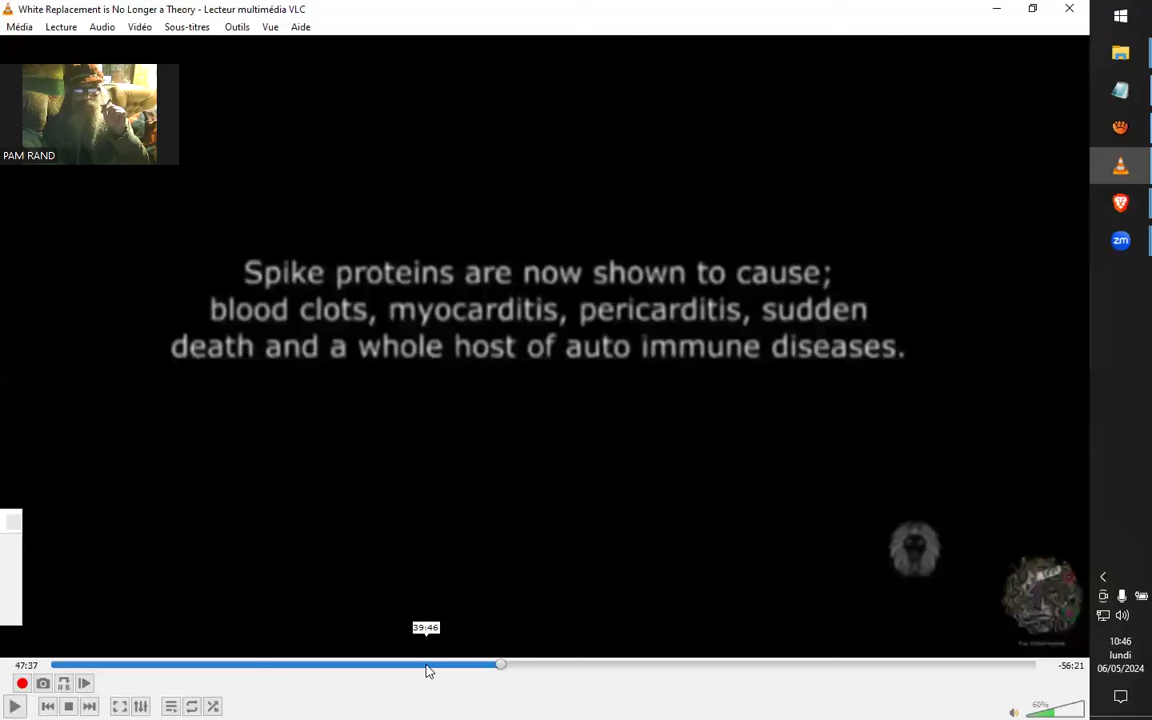 White Replacement is No Longer a Theory - Lecteur multimédia VLC
Média Lecture Audio Vidéo Sous-titres Outils Vue Aide
PAM RAND
Spike proteins are now shown to cause;
blood clots, myocarditis, pericarditis, sudden
death and a whole host of auto immune diseases.
zm
39:46
47:37
-56:21
60%
10:46
lundi
06/05/2024